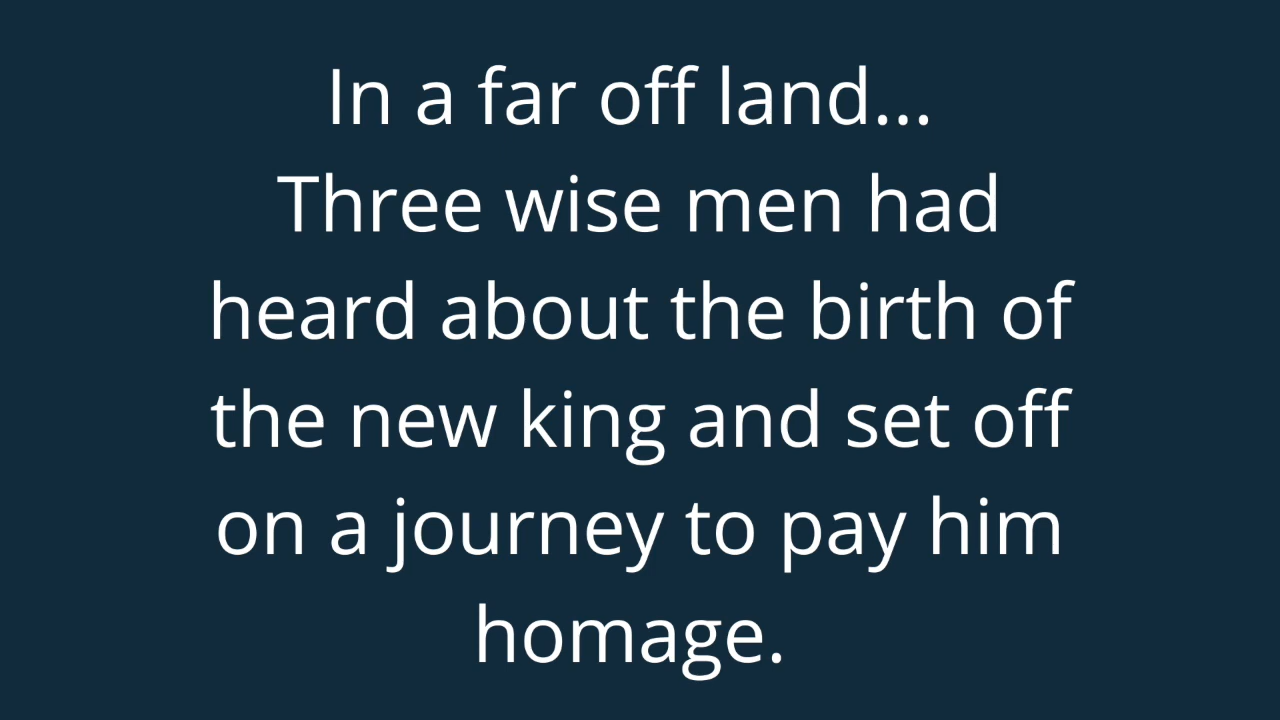 In a far off land...
Three wise men had
heard about the birth of
the new king and set off
on a journey to pay him
homage.